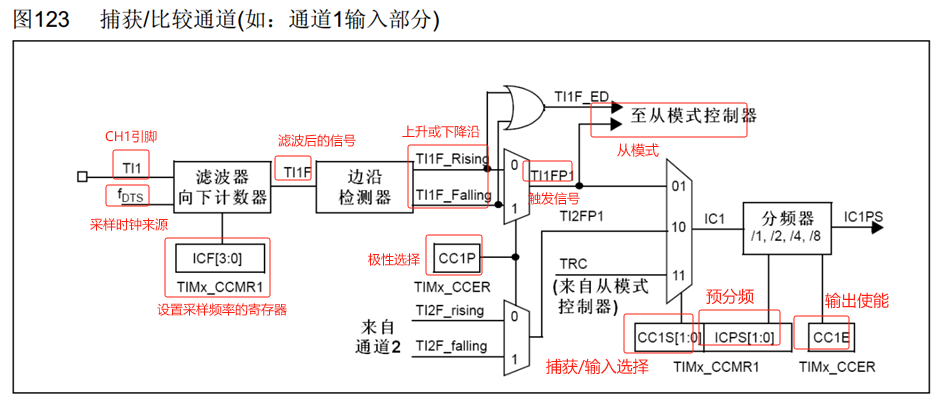 图123 捕获/比较通道(如：通道1输入部分)
TI1F_ED
至从模式控制器
从模式
CH1引脚
滤波后的信号
上升或下降沿
TI1
fDTS
采样时钟来源
滤波器
向下计数器
TI1F
边沿
检测器
TI1F_Rising
TI1F_Falling
0
1
TI1FP1
触发信号
01
10
11
TI2FP1
IC1
分频器
/1, /2, /4, /8
IC1PS
ICF[3:0]
TIMx_CCMR1
设置采样频率的寄存器
极性选择
CC1P
TIMx_CCER
TRC
(来自从模式
控制器)
预分频
输出使能
来自
通道2
TI2F_rising
TI2F_falling
0
1
CC1S[1:0]
ICPS[1:0]
CC1E
捕获/输入选择
TIMx_CCMR1
TIMx_CCER